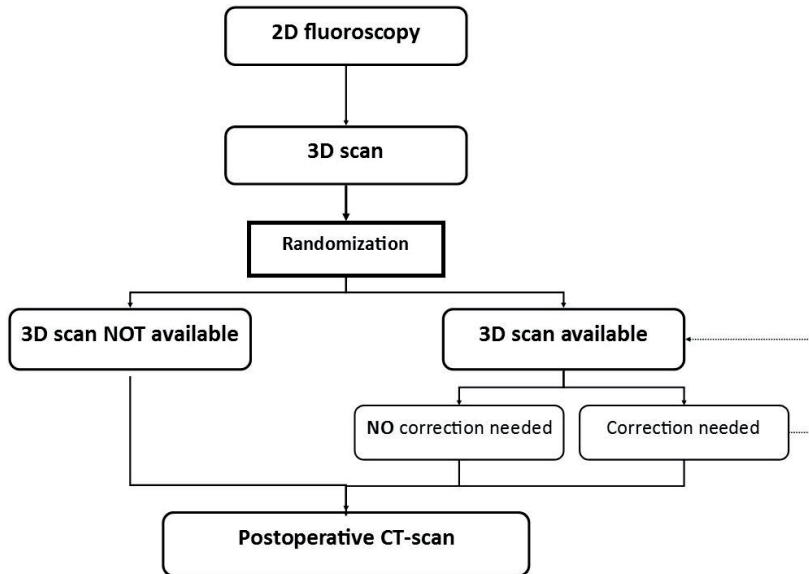 2D fluoroscopy
3D scan
Randomization
3D scan NOT available
3D scan available
NO correction needed
Correction needed
Postoperative CT-scan